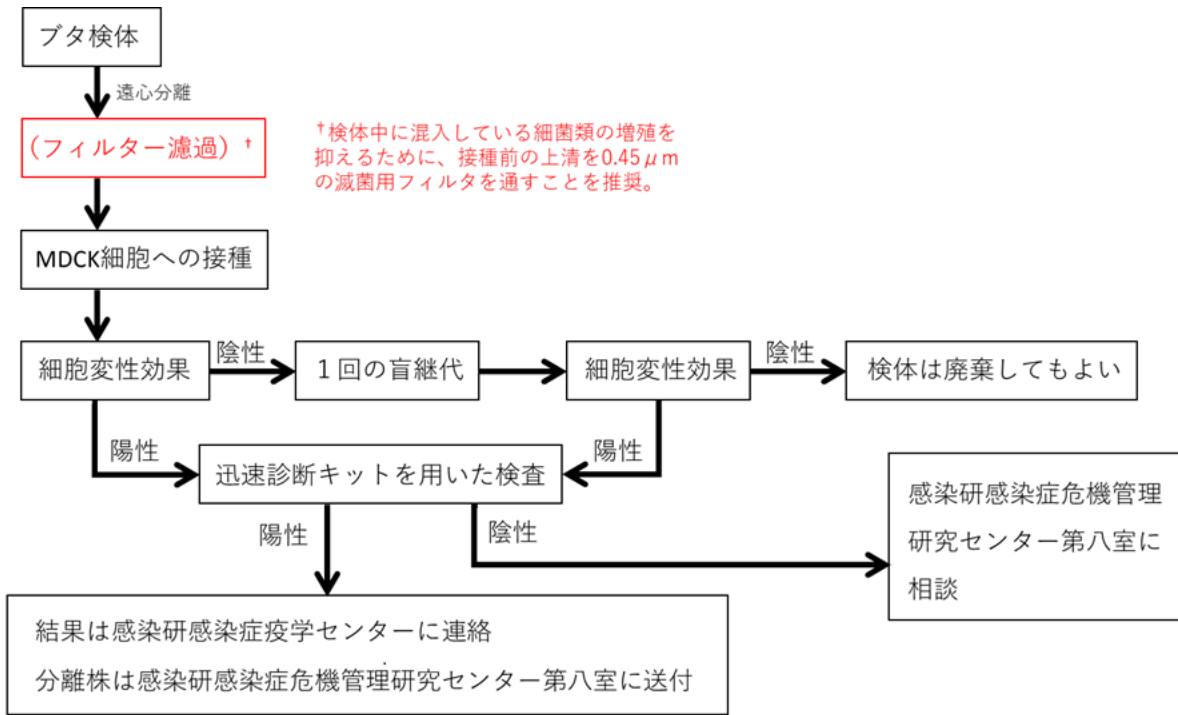 ブタ検体
遠心分離
(フィルター濾過)†
†検体中に混入している細菌類の増殖を
抑えるために、接種前の上清を0.45μm
の滅菌用フィルタを通すことを推奨。
MDCK細胞への接種
細胞変性効果
陰性
1回の盲継代
細胞変性効果
陰性
検体は廃棄してもよい
陽性
迅速診断キットを用いた検査
陽性
陽性
陰性
感染研感染症危機管理
研究センター第八室に
相談
結果は感染研感染症疫学センターに連絡
分離株は感染研感染症危機管理研究センター第八室に送付